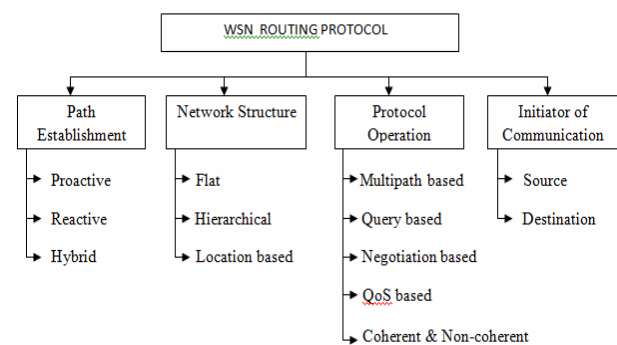 WSN ROUTING PROTOCOL
Path
Establishment
Proactive
Reactive
Hybrid
Network Structure
Flat
Hierarchical
Location based
Protocol
Operation
Multipath based
Query based
Negotiation based
QoS based
Coherent & Non-coherent
Initiator of
Communication
Source
Destination